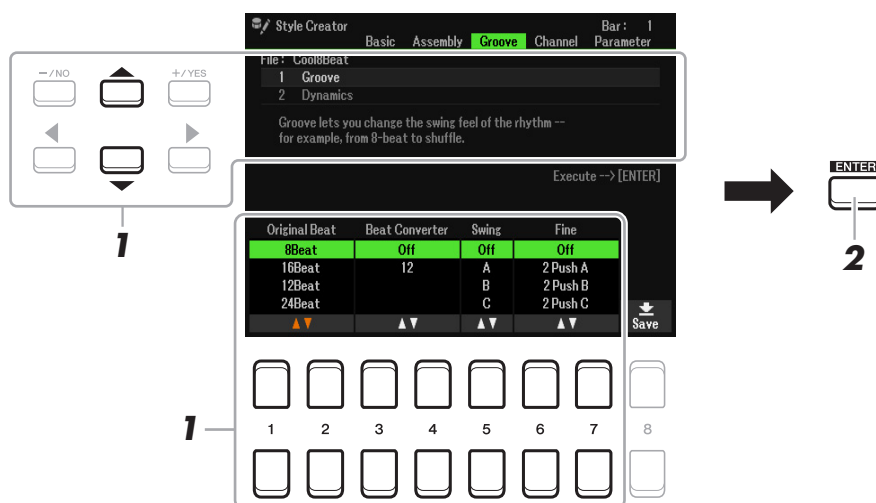 Style Creator Bar: 1
Basic Assembly Groove Channel Parameter
File: Cool8Beat
1 Groove
2 Dynamics
Groove lets you change the swing feel of the rhythm --
for example, from 8-beat to shuffle.
Execute -->[ENTER]
Original Beat Beat Converter Swing Fine
8Beat Off Off Off
16Beat 12 A 2 Push A
12Beat B 2 Push B
24Beat C 2 Push C
Save
-/NO +/YES
1
ENTER
2
1
1 2 3 4 5 6 7 8